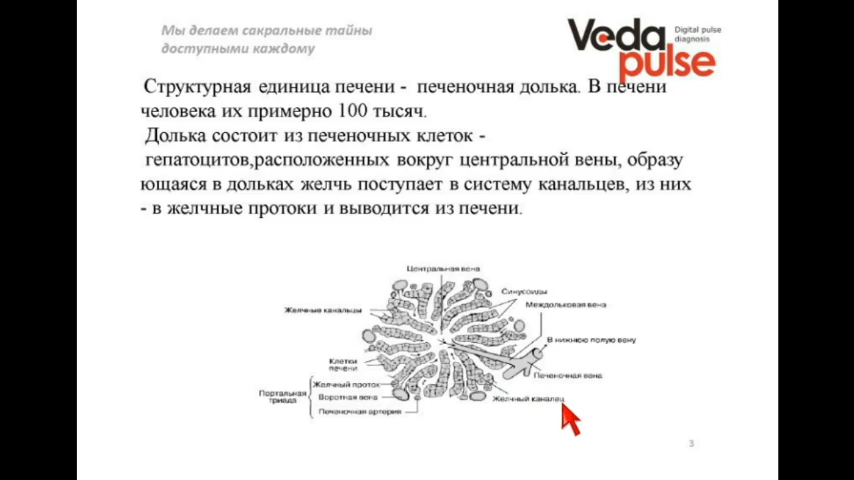 Мы делаем сакральные тайны
доступными каждому
Veda
pulse
Digital pulse
diagnosis
Структурная единица печени - печеночная долька. В печени
человека их примерно 100 тысяч.
Долька состоит из печеночных клеток -
гепатоцитов,расположенных вокруг центральной вены, образу
ющаяся в дольках желчь поступает в систему канальцев, из них
- в желчные протоки и выводится из печени.
Центральная вена
Синусоиды
Междольковая вена
Желчные канальцы
В нижнюю полую вену
Клетки
печени
Печеночная вена
Портальная
триада
Желчный проток
Воротная вена
Печеночная артерия
Желчный каналец
3